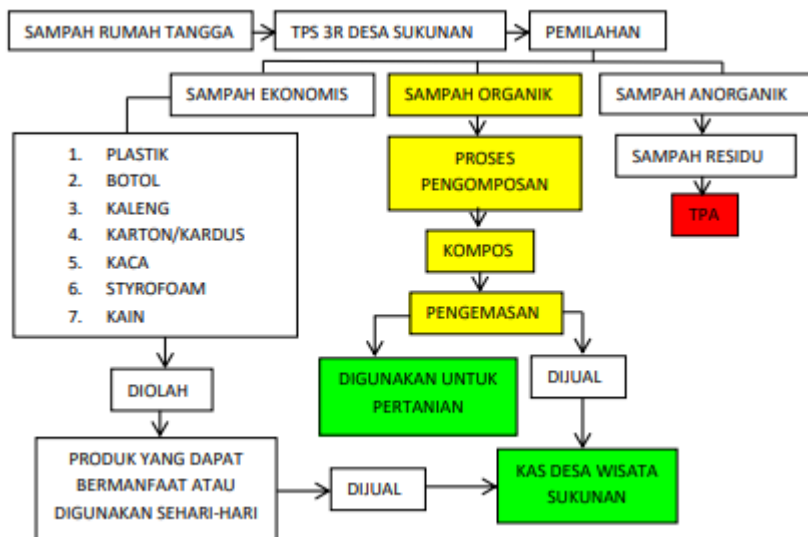 SAMPAH RUMAH TANGGA
TPS 3R DESA SUKUNAN
PEMILAHAN
SAMPAH EKONOMIS
SAMPAH ORGANIK
SAMPAH ANORGANIK
1. PLASTIK
2. BOTOL
3. KALENG
4. KARTON/KARDUS
5. KACA
6. STYROFOAM
7. KAIN
PROSES
PENGOMPOSAN
SAMPAH RESIDU
TPA
KOMPOS
PENGEMASAN
DIGUNAKAN UNTUK
PERTANIAN
DIJUAL
DIOLAH
PRODUK YANG DAPAT
BERMANFAAT ATAU
DIGUNAKAN SEHARI-HARI
DIJUAL
KAS DESA WISATA
SUKUNAN